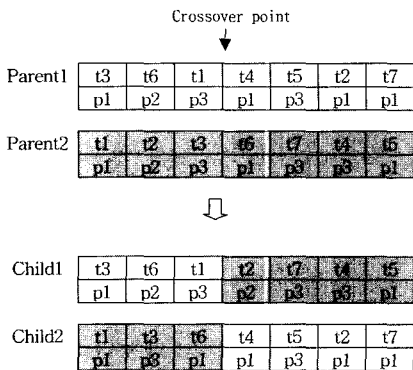 Crossover point
Parent1 t3 t6 t1 t4 t5 t2 t7
p1 p2 p3 p1 p3 p1 p1
Parent2 t1 t2 t3 t6 t7 t4 t5
p1 p2 p3 p1 p3 p3 p1
Child1 t3 t6 t1 t2 t7 t4 t5
p1 p2 p3 p2 p3 p3 p1
Child2 t1 t3 t6 t4 t5 t2 t7
p1 p3 p1 p1 p3 p1 p1